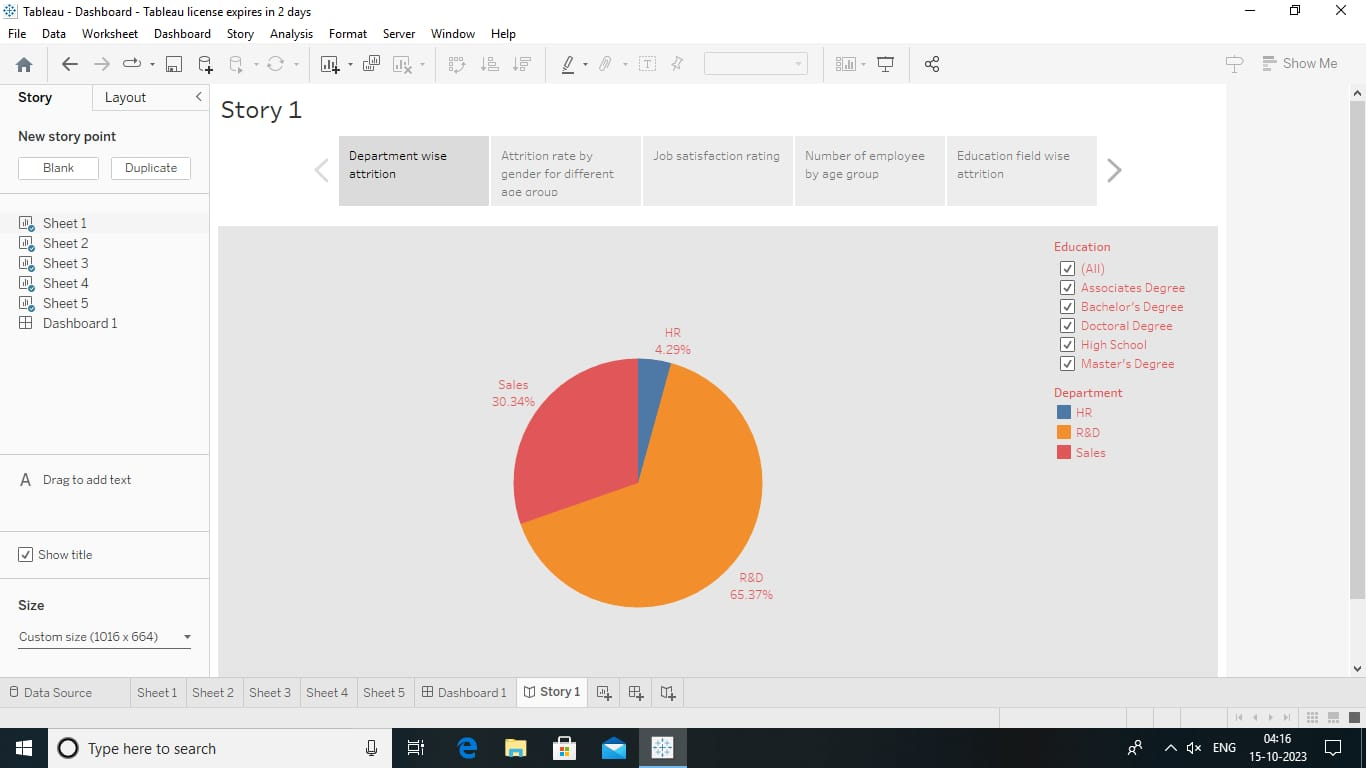 Tableau - Dashboard - Tableau license expires in 2 days
File Data Worksheet Dashboard Story Analysis Format Server Window Help
Show Me
Story Layout
New story point
Blank Duplicate
Sheet 1
Sheet 2
Sheet 3
Sheet 4
Sheet 5
Dashboard 1
A Drag to add text
Show title
Size
Custom size (1016 x 664)
Story 1
Department wise
attrition
Attrition rate by
gender for different
age group
Job satisfaction rating
Number of employee
by age group
Education field wise
attrition
HR
4.29%
Sales
30.34%
R&D
65.37%
Education
(All)
Associates Degree
Bachelor's Degree
Doctoral Degree
High School
Master's Degree
Department
HR
R&D
Sales
Data Source Sheet 1 Sheet 2 Sheet 3 Sheet 4 Sheet 5 Dashboard 1 Story 1
Type here to search
ENG
04:16
15-10-2023